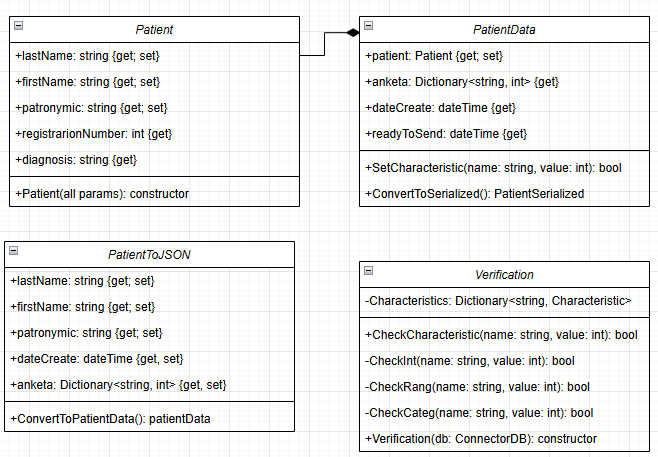 Patient
+lastName: string {get; set}
+firstName: string {get; set}
+patronymic: string {get; set}
+registrarionNumber: int {get}
+diagnosis: string {get}
+Patient(all params): constructor
PatientData
+patient: Patient {get; set}
+anketa: Dictionary<string, int> {get}
+dateCreate: dateTime {get}
+readyToSend: dateTime {get}
+SetCharacteristic(name: string, value: int): bool
+ConvertToSerialized(): PatientSerialized
PatientToJSON
+lastName: string {get; set}
+firstName: string {get; set}
+patronymic: string {get; set}
+dateCreate: dateTime {get, set}
+anketa: Dictionary<string, int> {get, set}
+ConvertToPatientData(): patientData
Verification
-Characteristics: Dictionary<string, Characteristic>
+CheckCharacteristic(name: string, value: int): bool
-CheckInt(name: string, value: int): bool
-CheckRang(name: string, value: int): bool
-CheckCateg(name: string, value: int): bool
+Verification(db: ConnectorDB): constructor